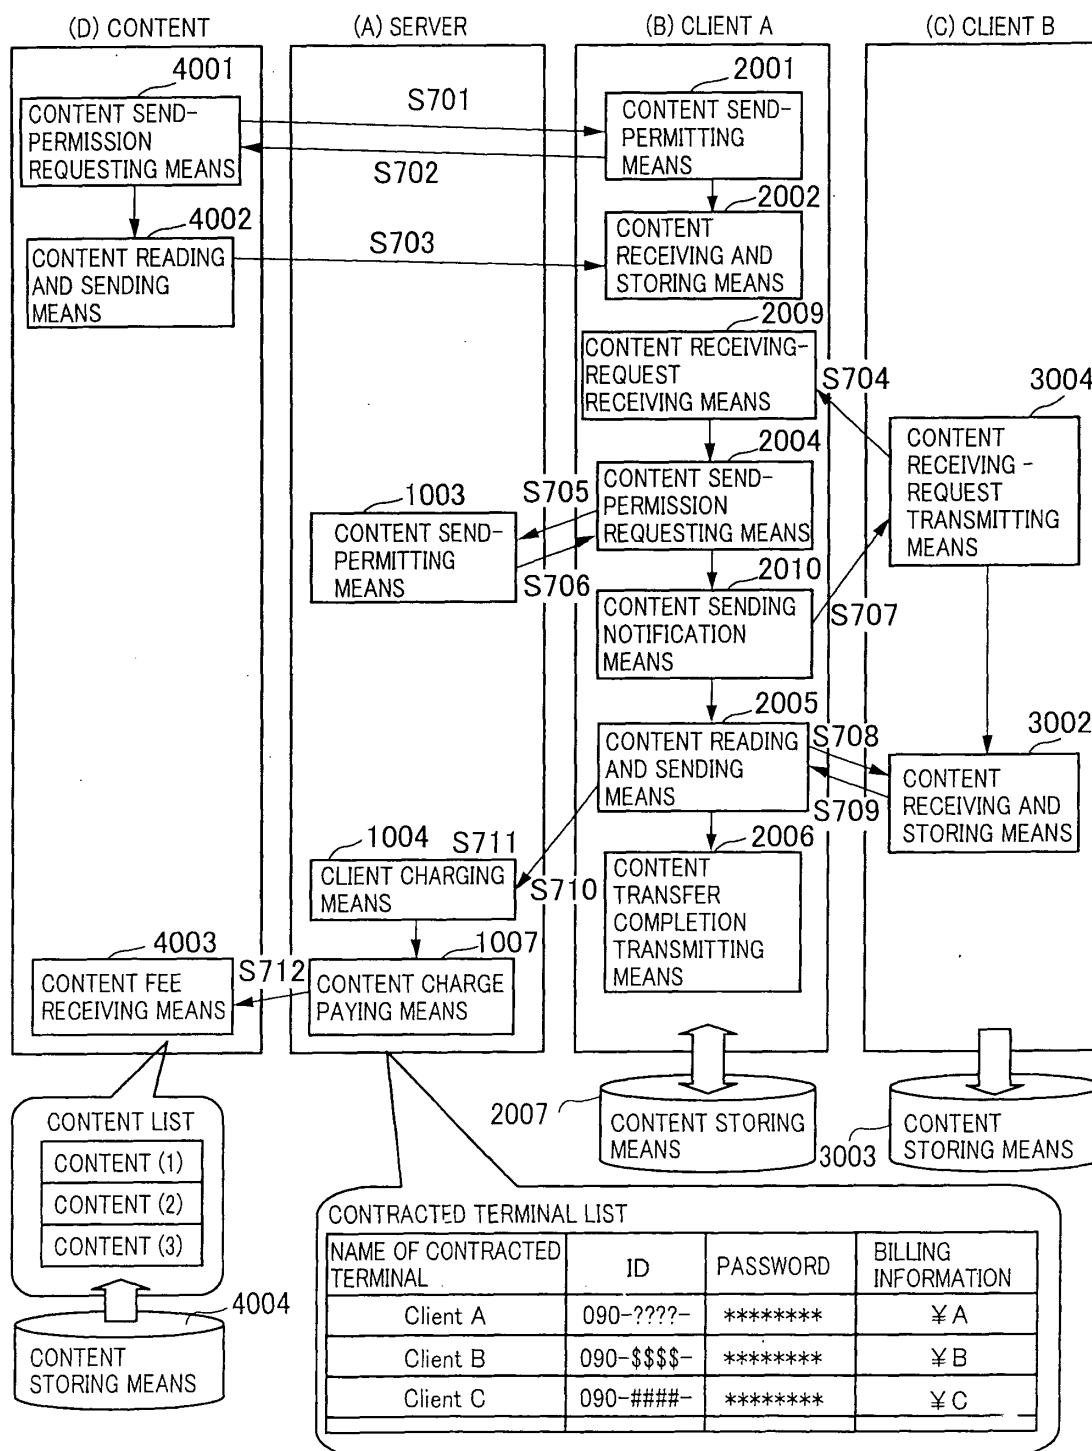 (D) CONTENT
(A) SERVER
(B) CLIENT A
(C) CLIENT B
4001
CONTENT SEND-
PERMISSION
REQUESTING MEANS
S701
S702
2001
CONTENT SEND-
PERMITTING
MEANS
4002
CONTENT READING
AND SENDING
MEANS
S703
2002
CONTENT
RECEIVING AND
STORING MEANS
2009
CONTENT RECEIVING-
REQUEST
RECEIVING MEANS
S704
3004
CONTENT
RECEIVING-
REQUEST
TRANSMITTING
MEANS
2004
CONTENT SEND-
PERMISSION
REQUESTING MEANS
S705
1003
CONTENT SEND-
PERMITTING
MEANS
S706
2010
CONTENT SENDING
NOTIFICATION
MEANS
S707
2005
CONTENT READING
AND SENDING
MEANS
S708
S709
3002
CONTENT
RECEIVING AND
STORING MEANS
2006
CONTENT
TRANSFER
COMPLETION
TRANSMITTING
MEANS
1004
S711
CLIENT CHARGING
MEANS
S710
4003
CONTENT FEE
RECEIVING MEANS
S712
1007
CONTENT CHARGE
PAYING MEANS
CONTENT LIST
CONTENT (1)
CONTENT (2)
CONTENT (3)
4004
CONTENT
STORING MEANS
2007
CONTENT STORING
MEANS
3003
CONTENT
STORING MEANS
CONTRACTED TERMINAL LIST
NAME OF CONTRACTED
TERMINAL
ID
PASSWORD
BILLING
INFORMATION
Client A 090-????- ******** ¥A
Client B 090-$$$$- ******** ¥B
Client C 090-####- ******** ¥C